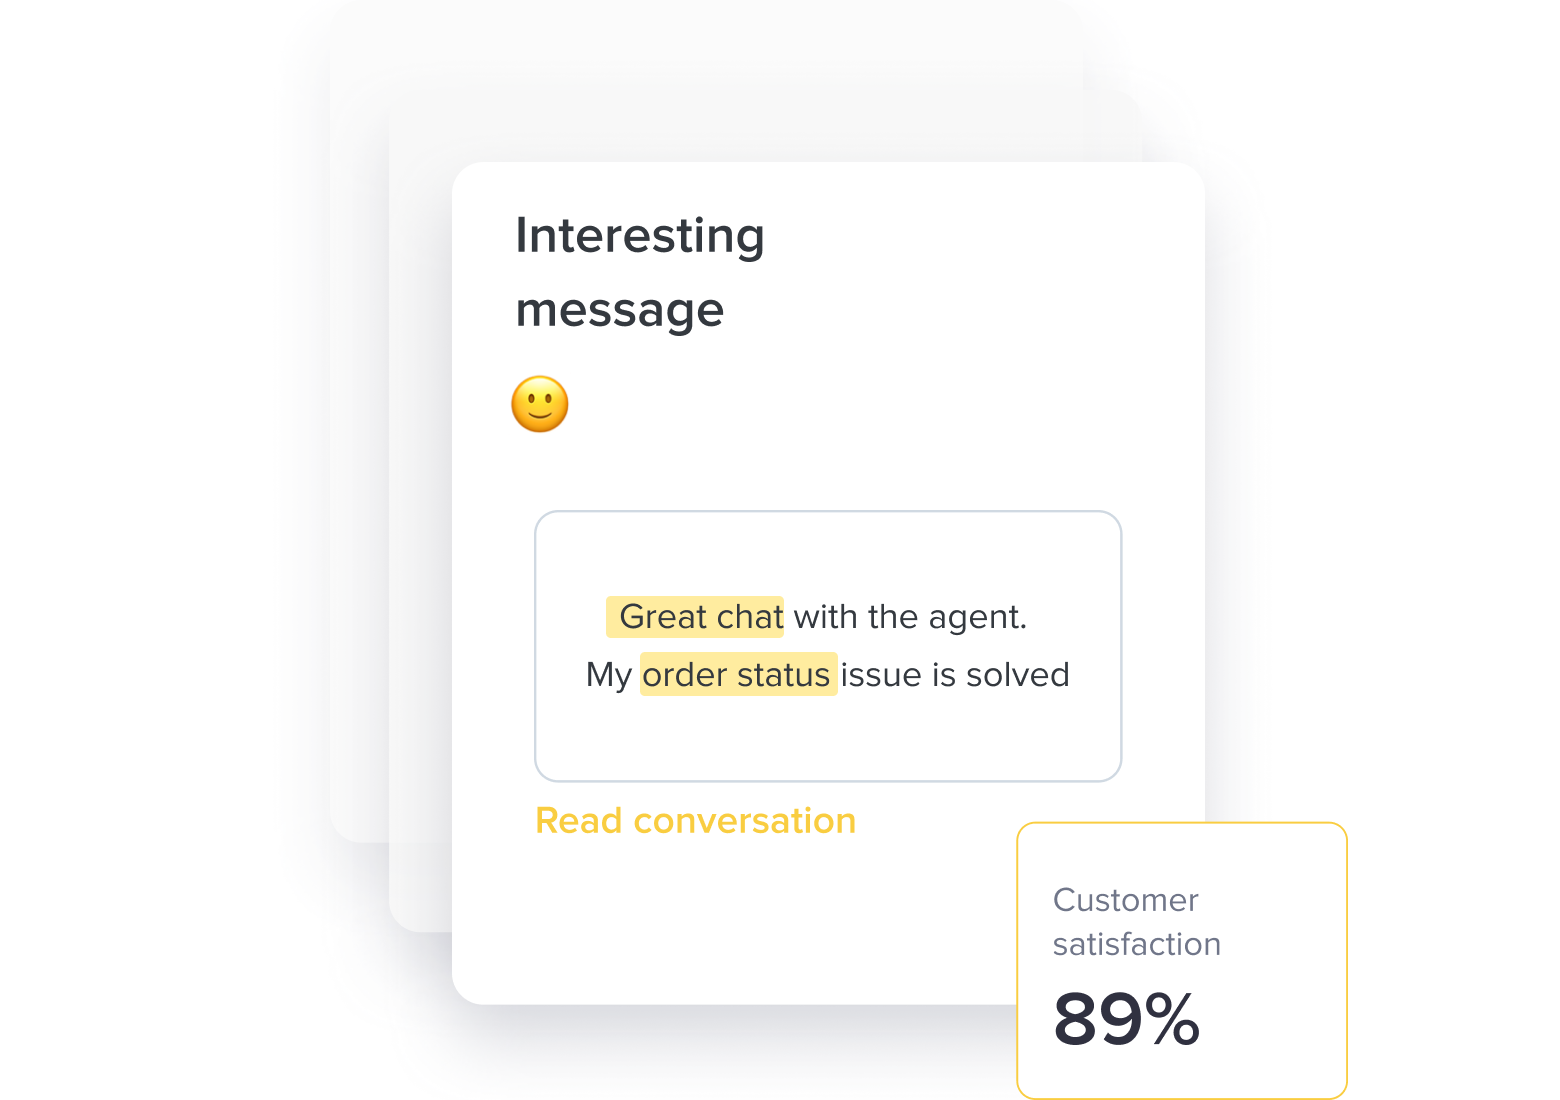 Interesting
message
Great chat with the agent.
My order status issue is solved
Read conversation
Customer
satisfaction
89%